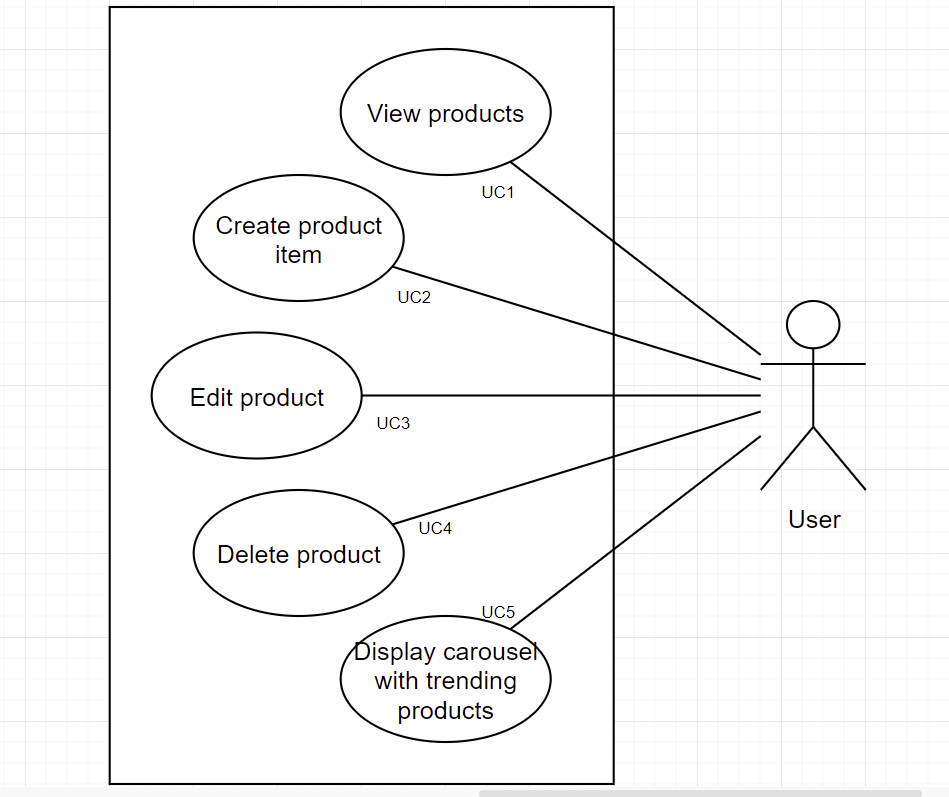 View products
UC1
Create product
item
UC2
Edit product
UC3
Delete product
UC4
User
UC5
Display carousel
with trending
products